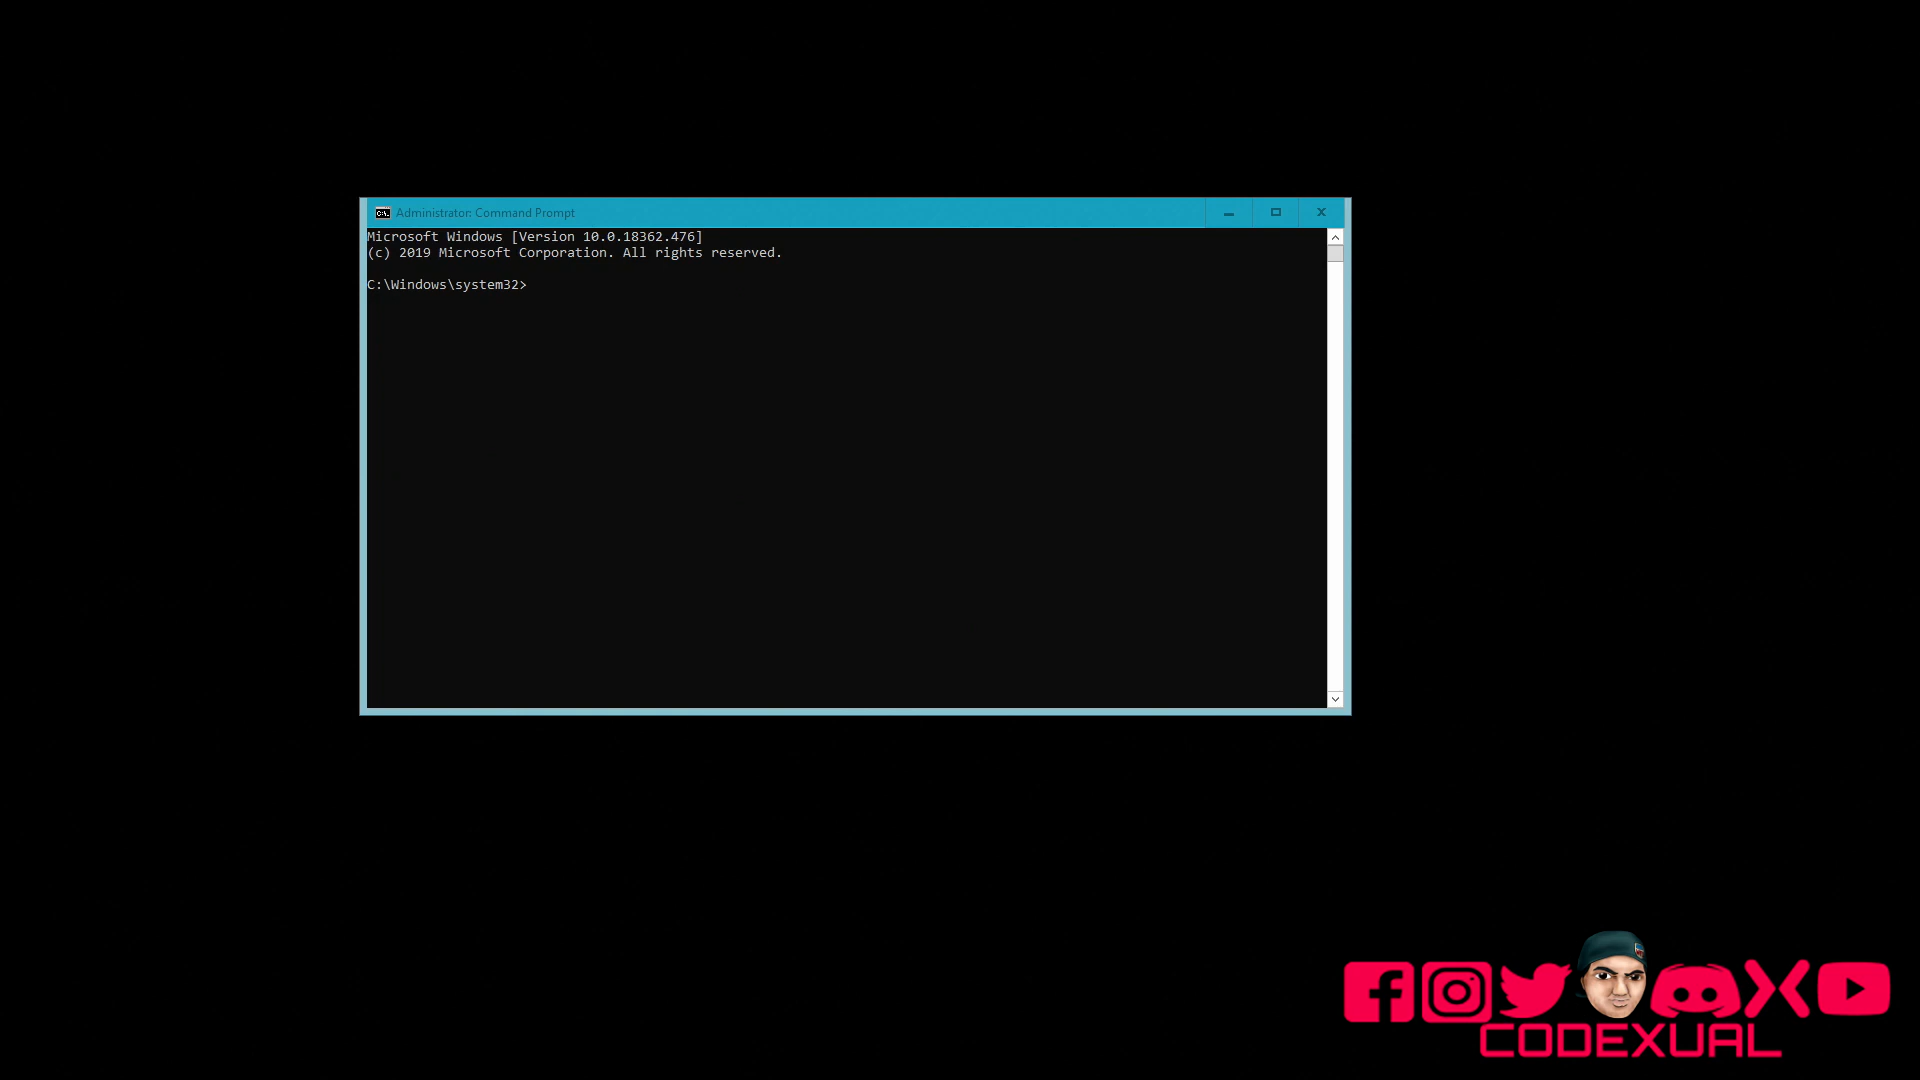 Administrator: Command Prompt
Microsoft Windows [Version 10.0.18362.476]
(c) 2019 Microsoft Corporation. All rights reserved.
C:\Windows\system32>
CODEXUAL